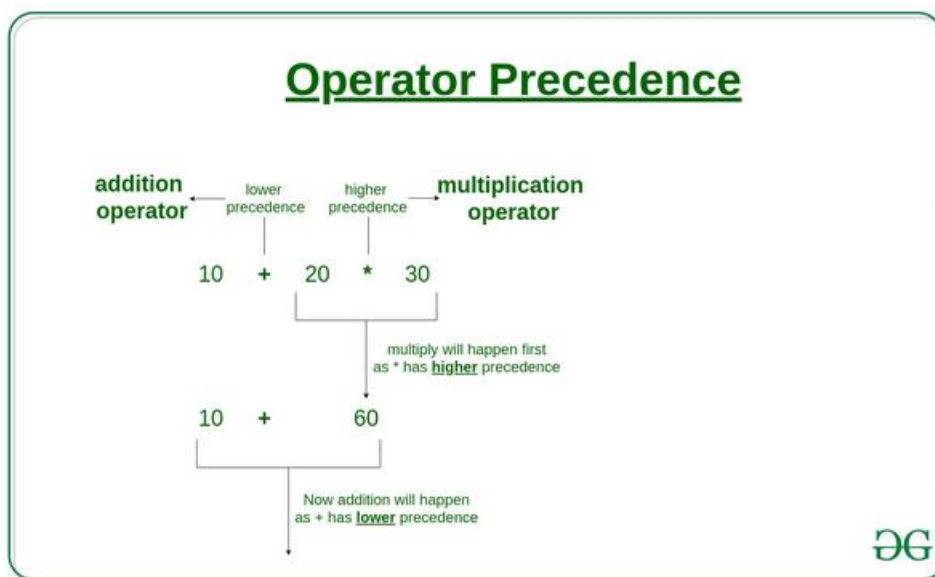 Operator Precedence
addition
operator
lower
precedence
higher
precedence
multiplication
operator
10 + 20 * 30
multiply will happen first
as * has higher precedence
10 + 60
Now addition will happen
as + has lower precedence
GG